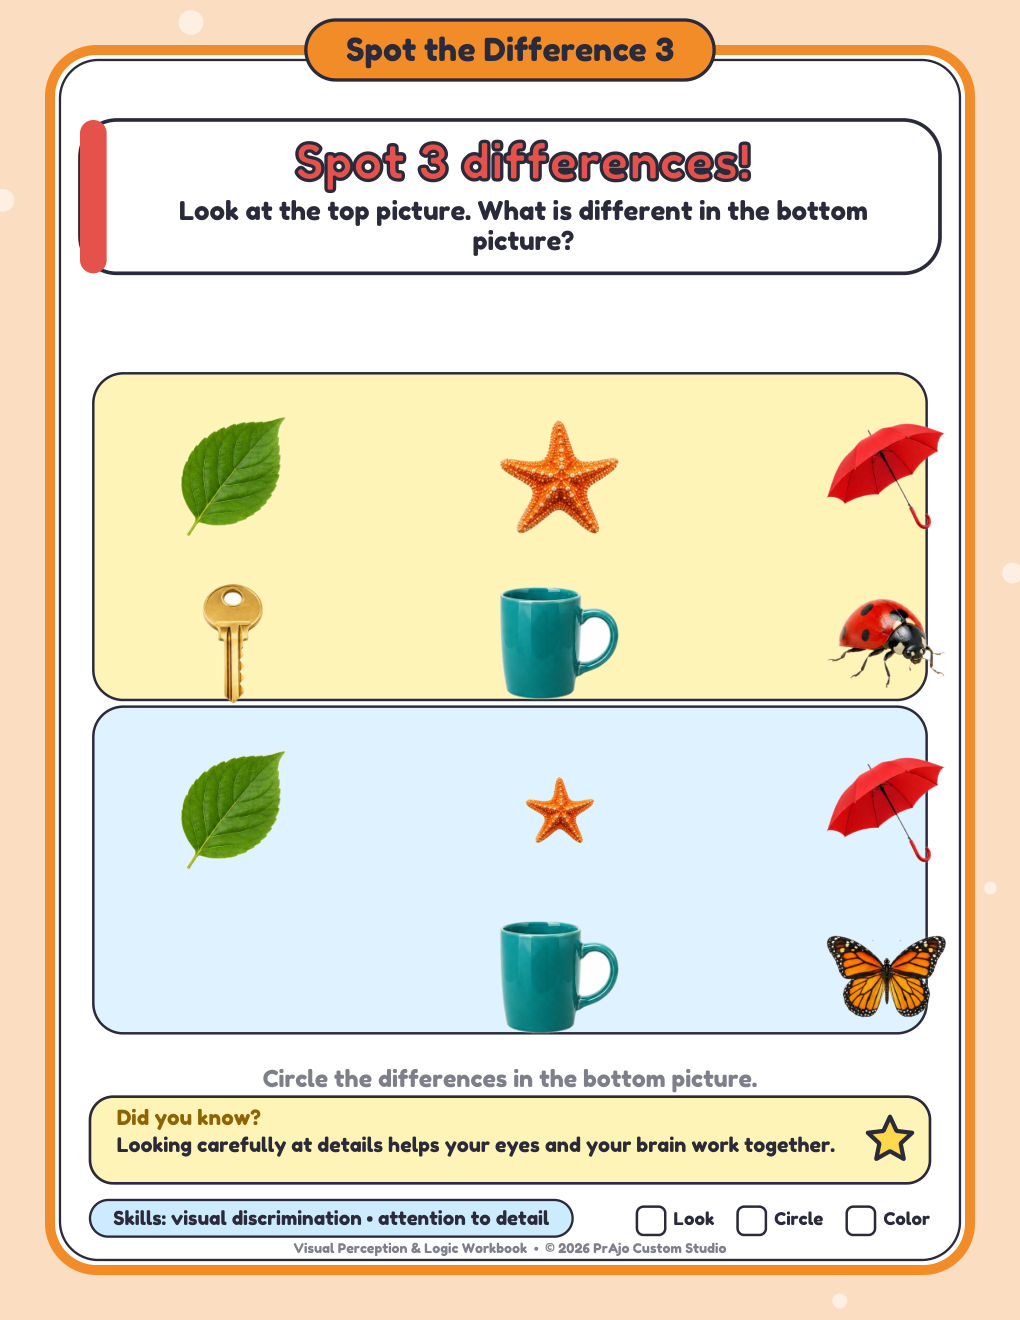 Spot the Difference 3
Spot 3 differences!
Look at the top picture. What is different in the bottom
picture?
Circle the differences in the bottom picture.
Did you know?
Looking carefully at details helps your eyes and your brain work together.
Skills: visual discrimination • attention to detail
Look
Circle
Color
Visual Perception & Logic Workbook • © 2026 PrAjo Custom Studio